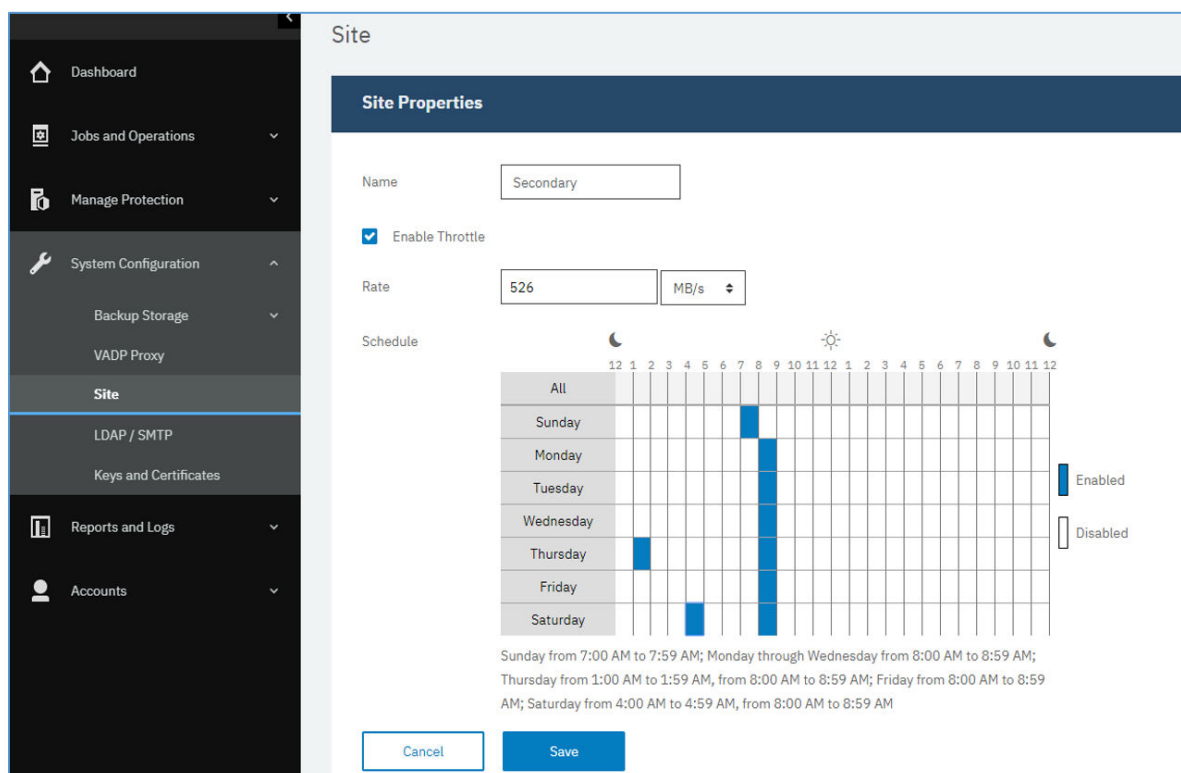 Site
Dashboard
Site Properties
Jobs and Operations
Name
Secondary
Manage Protection
Enable Throttle
System Configuration
Rate
526
MB/s
Backup Storage
Schedule
VADP Proxy
12 1 2 3 4 5 6 7 8 9 10 11 12 1 2 3 4 5 6 7 8 9 10 11 12
All
Site
Sunday
LDAP / SMTP
Monday
Keys and Certificates
Tuesday
Enabled
Wednesday
Disabled
Reports and Logs
Thursday
Friday
Accounts
Saturday
Sunday from 7:00 AM to 7:59 AM; Monday through Wednesday from 8:00 AM to 8:59 AM;
Thursday from 1:00 AM to 1:59 AM, from 8:00 AM to 8:59 AM; Friday from 8:00 AM to 8:59
AM; Saturday from 4:00 AM to 4:59 AM, from 8:00 AM to 8:59 AM
Cancel
Save